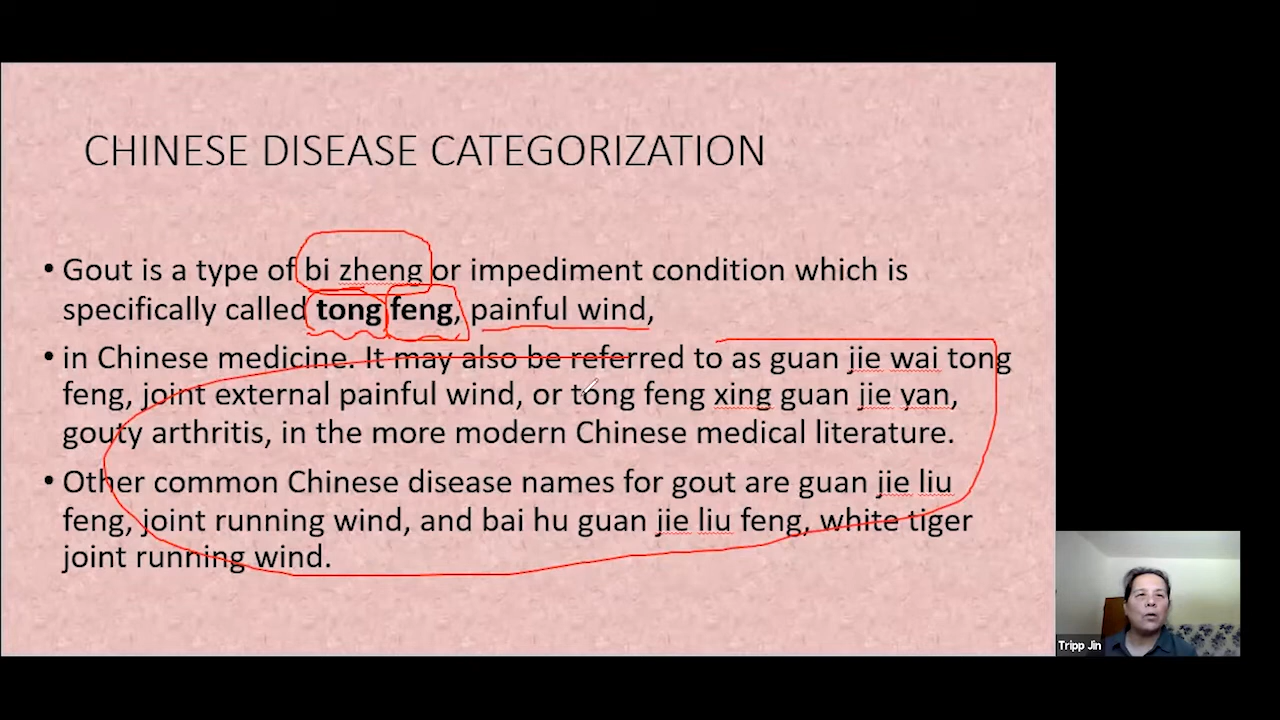 CHINESE DISEASE CATEGORIZATION
• Gout is a type of bi zheng or impediment condition which is
specifically called tong feng, painful wind,
• in Chinese medicine. It may also be referred to as guan jie wai tong
feng, joint external painful wind, or tong feng xing guan jie yan,
gouty arthritis, in the more modern Chinese medical literature.
• Other common Chinese disease names for gout are guan jie liu
feng, joint running wind, and bai hu guan jie liu feng, white tiger
joint running wind.
Tripp Jin